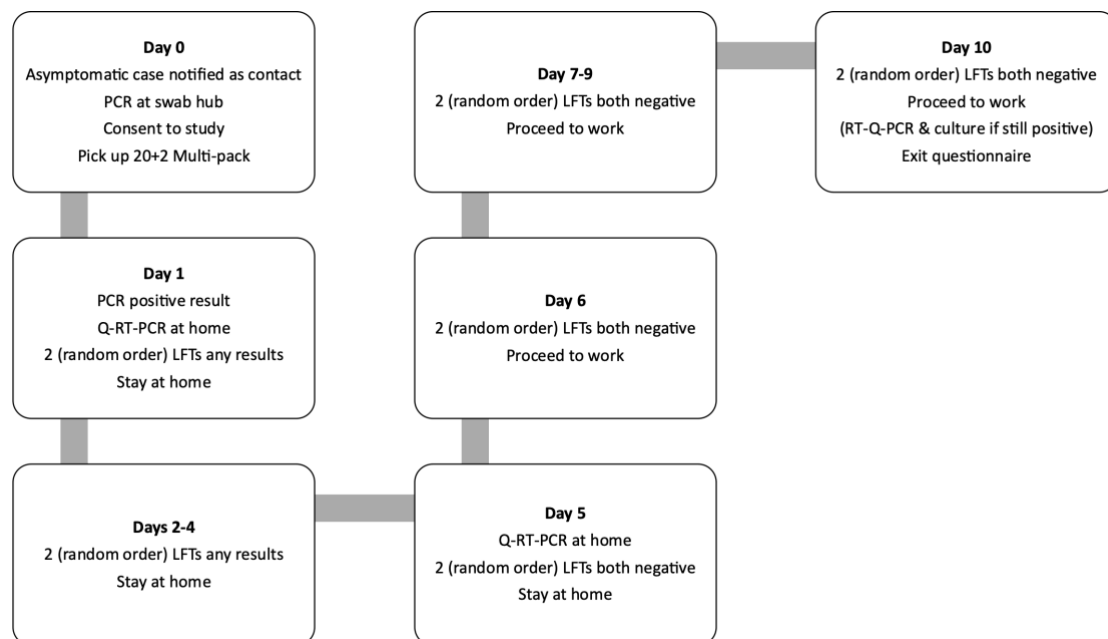 Day 0
Asymptomatic case notified as contact
PCR at swab hub
Consent to study
Pick up 20+2 Multi-pack
Day 1
PCR positive result
Q-RT-PCR at home
2 (random order) LFTs any results
Stay at home
Days 2-4
2 (random order) LFTs any results
Stay at home
Day 5
Q-RT-PCR at home
2 (random order) LFTs both negative
Stay at home
Day 6
2 (random order) LFTs both negative
Proceed to work
Day 7-9
2 (random order) LFTs both negative
Proceed to work
Day 10
2 (random order) LFTs both negative
Proceed to work
(RT-Q-PCR & culture if still positive)
Exit questionnaire